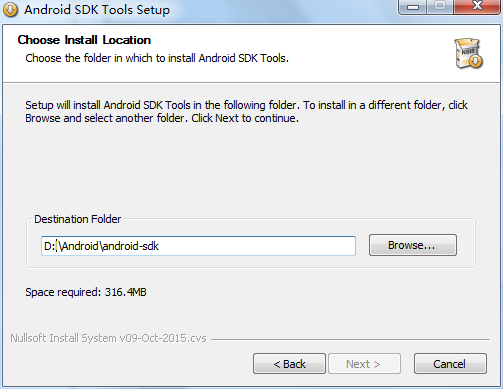 Android SDK Tools Setup
Choose Install Location
Choose the folder in which to install Android SDK Tools.
NSIS
Setup will install Android SDK Tools in the following folder. To install in a different folder, click
Browse and select another folder. Click Next to continue.
Destination Folder
D:\Android\android-sdk
Browse...
Space required: 316.4MB
Nullsoft Install System v09-Oct-2015.cvs
< Back
Next >
Cancel